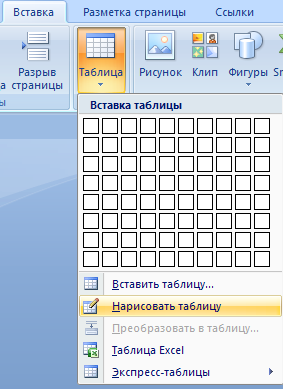 Вставка Разметка страницы Ссылки
Разрыв страницы
Таблица
Рисунок
Клип
Фигуры
Sm
а
ы
Вставка таблицы
Вставить таблицу...
Нарисовать таблицу
Преобразовать в таблицу...
Таблица Excel
Экспресс-таблицы